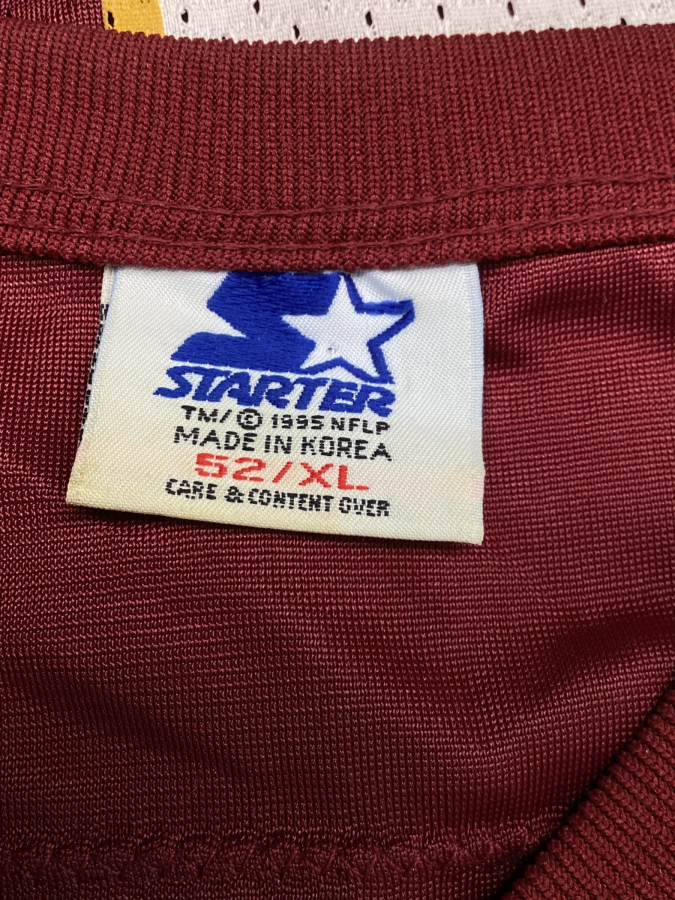 STARTER
TM/© 1995 NFLP
MADE IN KOREA
52/XL
CARE & CONTENT OVER